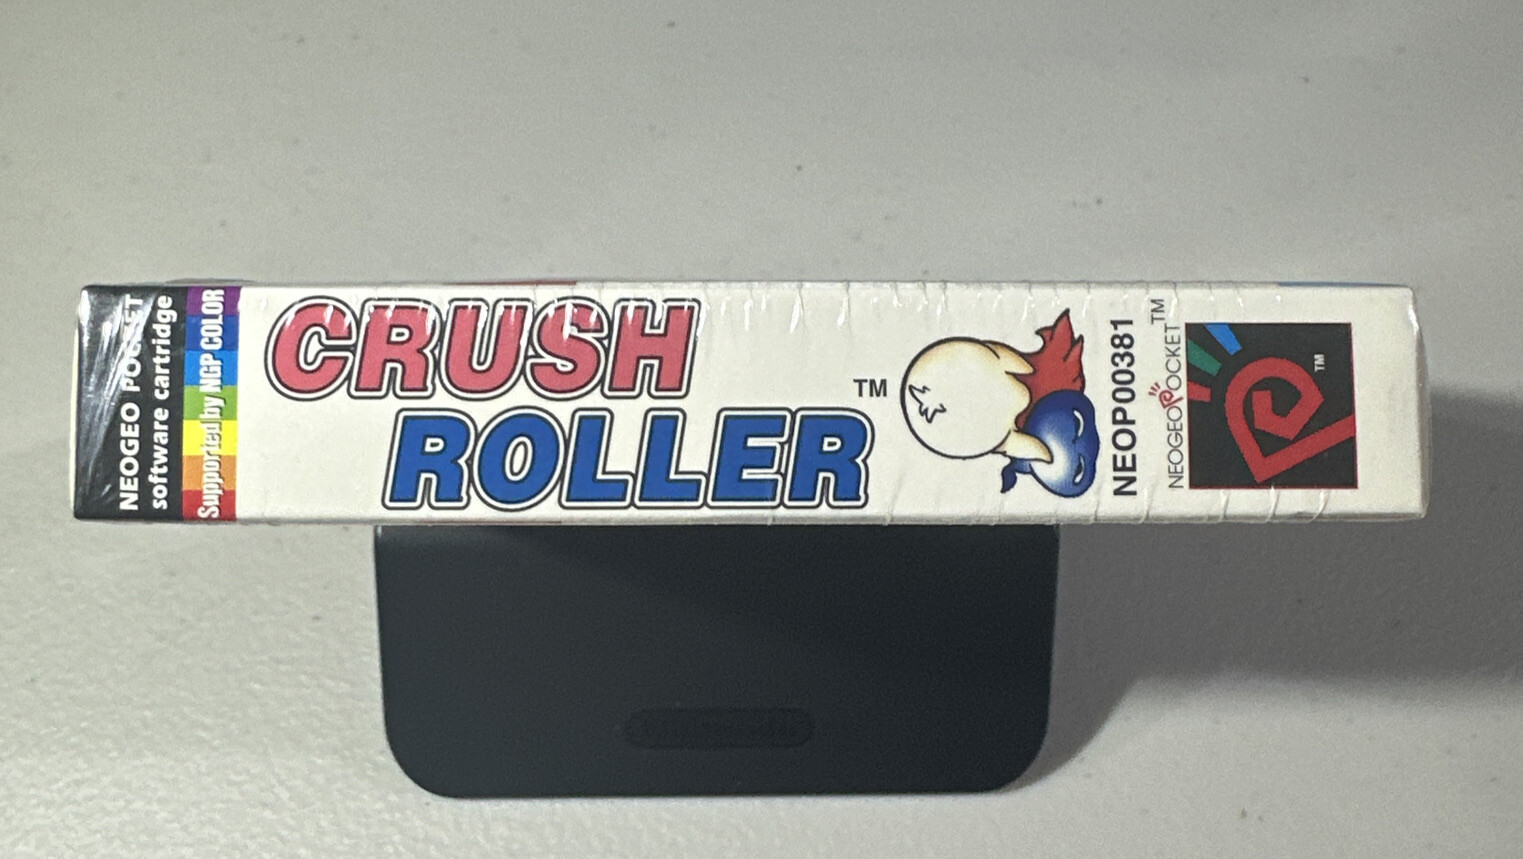 NEOGEO POCKET
software cartridge
Supported by NGP COLOR
CRUSH
ROLLER
TM
NEOP00381
NEOGEO POCKET TM
TM